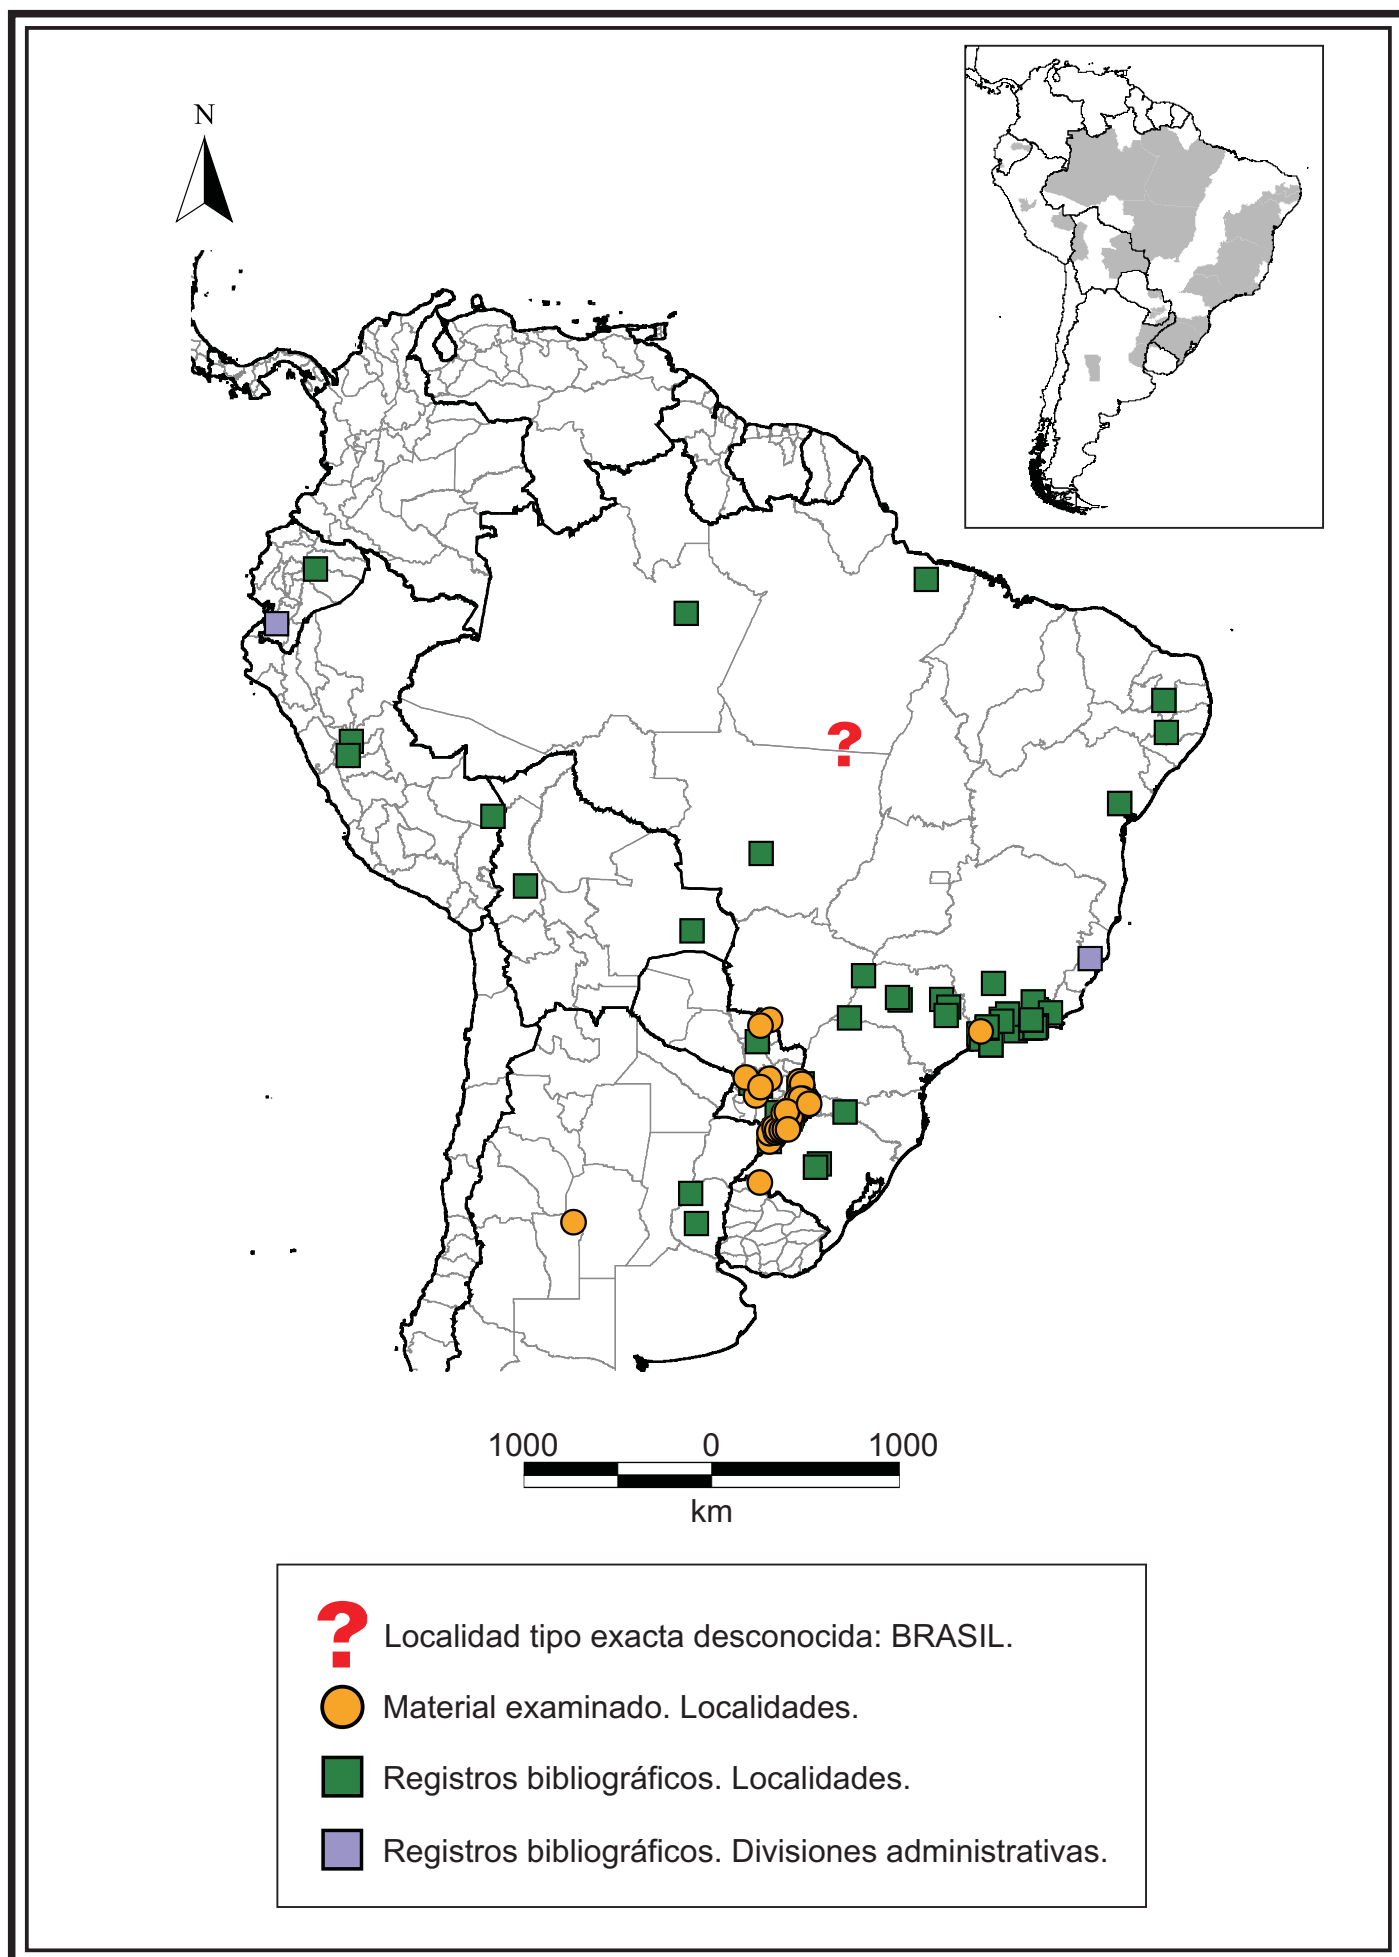 N
1000 0 1000
km
Localidad tipo exacta desconocida: BRASIL.
Material examinado. Localidades.
Registros bibliográficos. Localidades.
Registros bibliográficos. Divisiones administrativas.